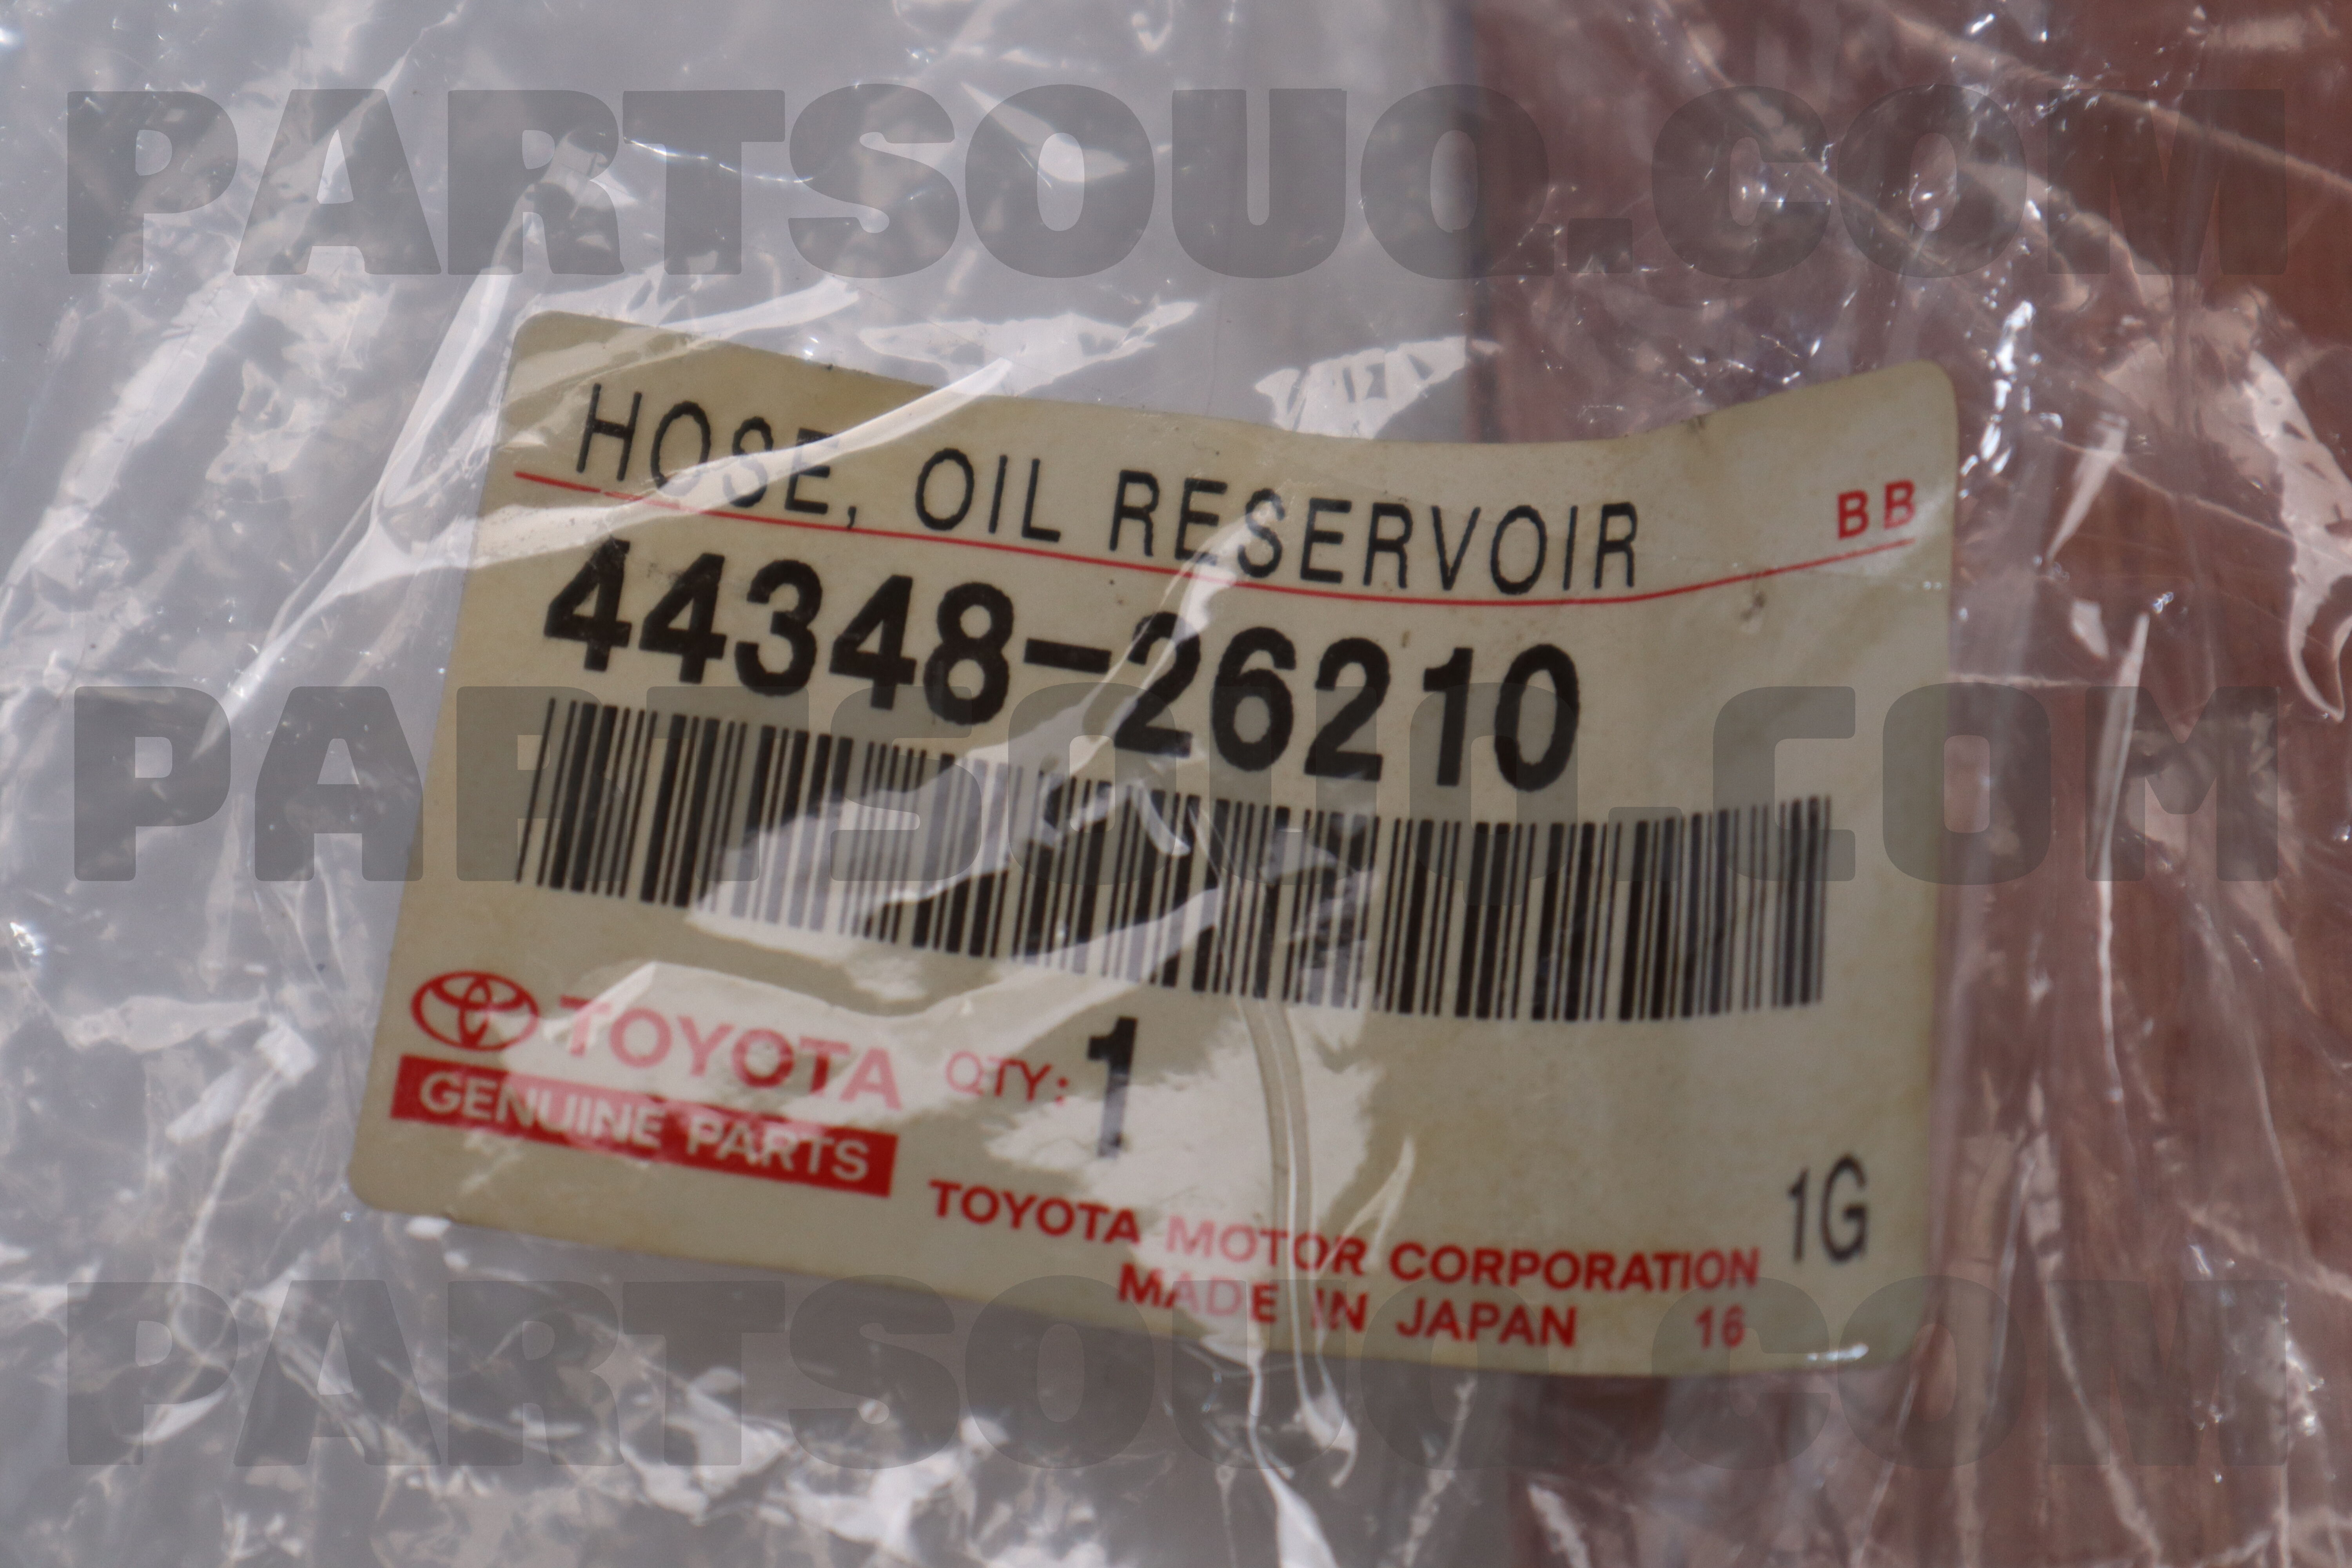 PARTSOUQ.COM
HOSE, OIL RESERVOIR
BB
44348-26210
PARTSOUQ.COM
TOYOTA QTY: 1
GENUINE PARTS
1G
TOYOTA MOTOR CORPORATION
MADE IN JAPAN 16
PARTSOUQ.COM